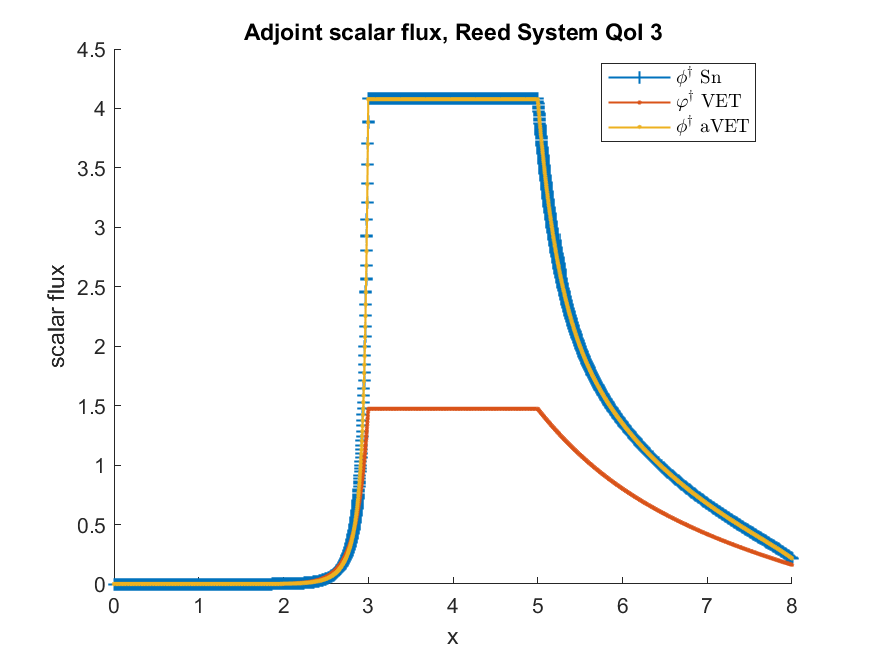 Adjoint scalar flux, Reed System QoI 3
4.5
4
3.5
3
2.5
2
1.5
1
0.5
0
scalar flux
ϕ† Sn
φ† VET
ϕ† aVET
0 1 2 3 4 5 6 7 8
x